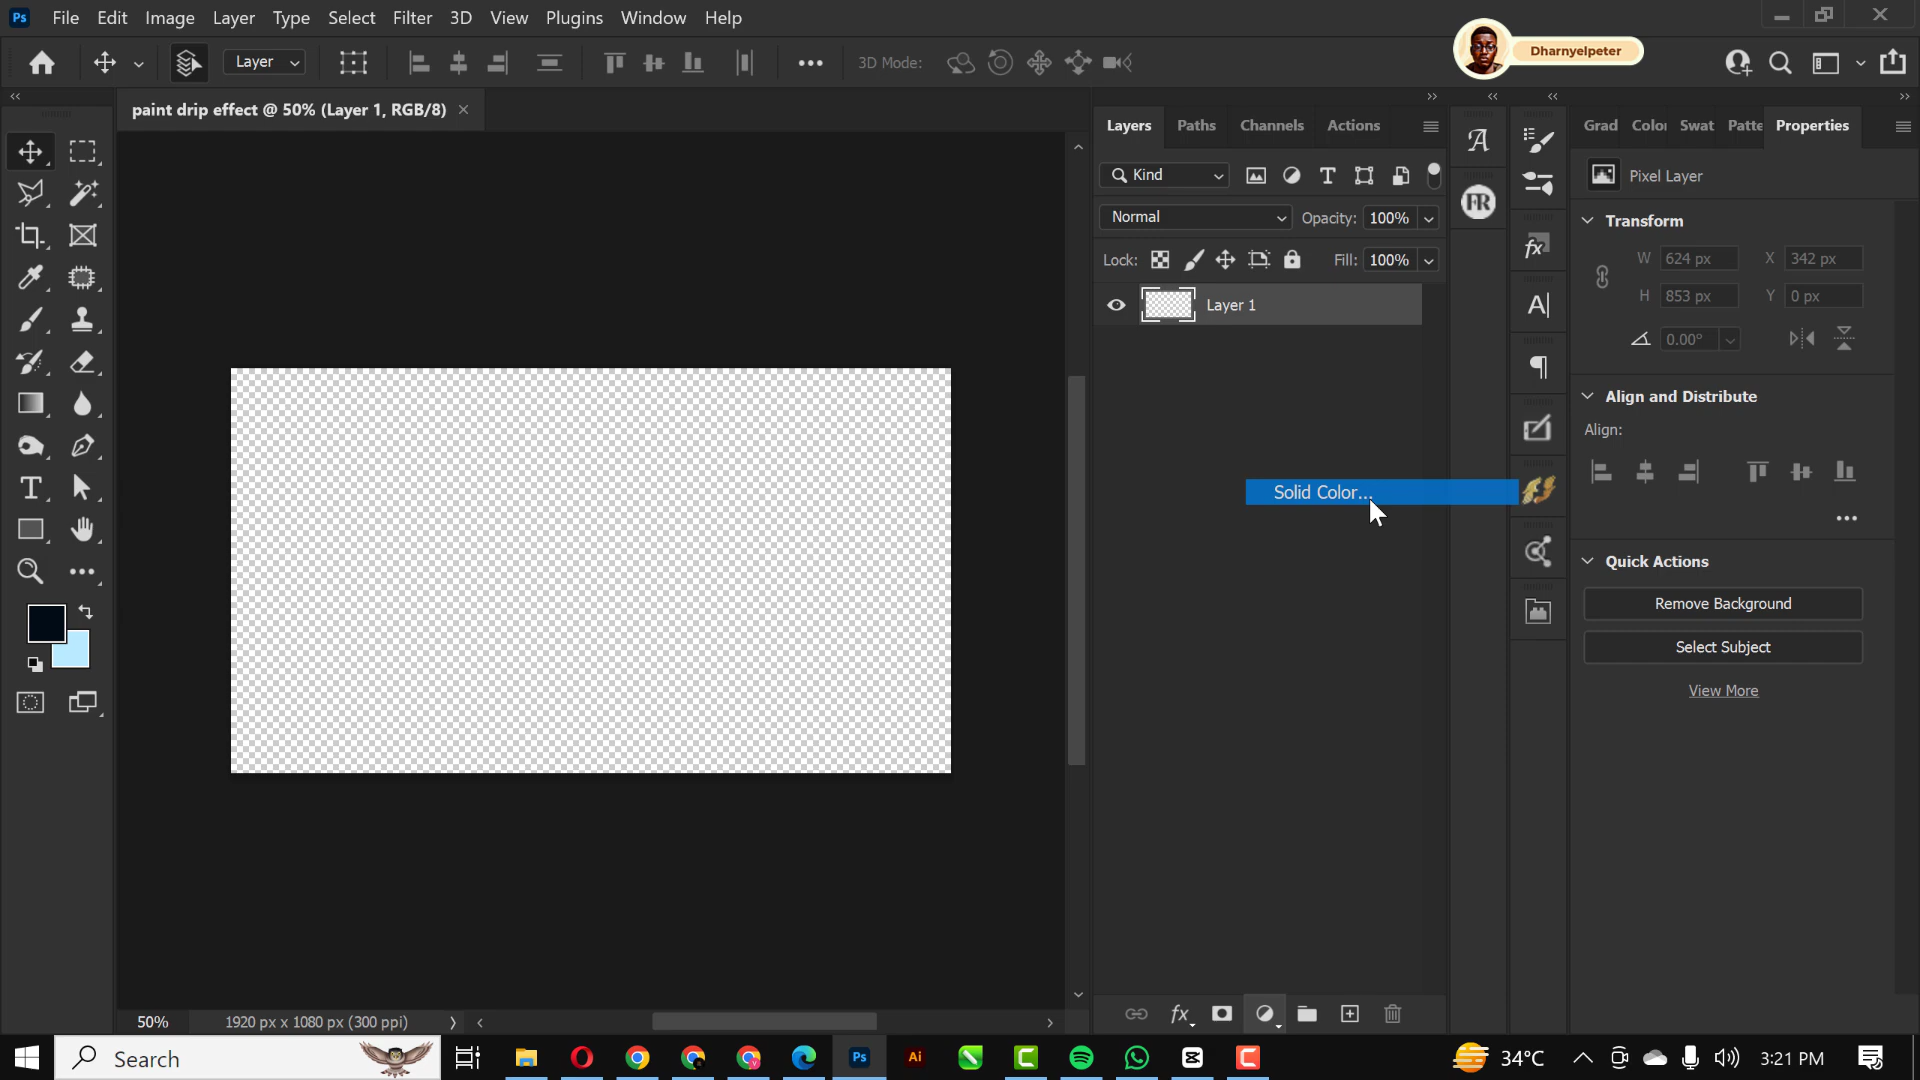 Ps File Edit Image Layer Type Select Filter 3D View Plugins Window Help
Layer 3D Mode: Dharnyelpeter
paint drip effect @ 50% (Layer 1, RGB/8)
Layers Paths Channels Actions
Grad Color Swat Patte Properties
Kind
Pixel Layer
Normal Opacity: 100%
Transform
Lock: Fill: 100%
W 624 px X 342 px
H 853 px Y 0 px
Layer 1
0.00°
Align and Distribute
Align:
Solid Color...
Quick Actions
Remove Background
Select Subject
View More
50% 1920 px x 1080 px (300 ppi)
Search
Ps Ai
34°C 3:21 PM